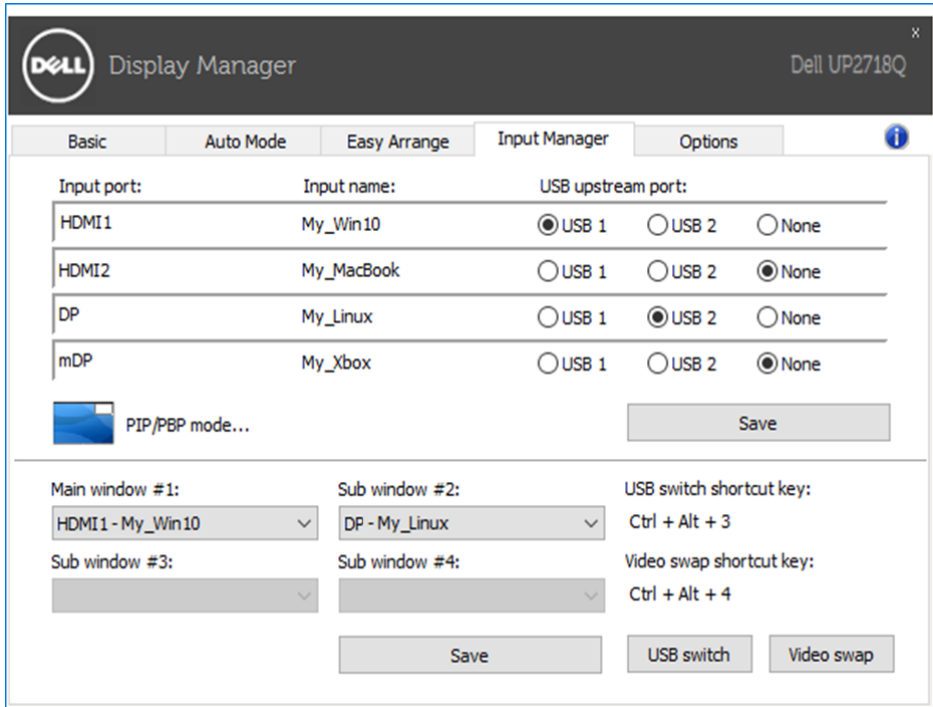 x
DELL Display Manager Dell UP2718Q
Basic Auto Mode Easy Arrange Input Manager Options i
Input port: Input name: USB upstream port:
HDMI1 My_Win10 USB 1 USB 2 None
HDMI2 My_MacBook USB 1 USB 2 None
DP My_Linux USB 1 USB 2 None
mDP My_Xbox USB 1 USB 2 None
PIP/PBP mode... Save
Main window #1: Sub window #2: USB switch shortcut key:
HDMI1 - My_Win10 DP - My_Linux Ctrl + Alt + 3
Sub window #3: Sub window #4: Video swap shortcut key:
Ctrl + Alt + 4
Save USB switch Video swap